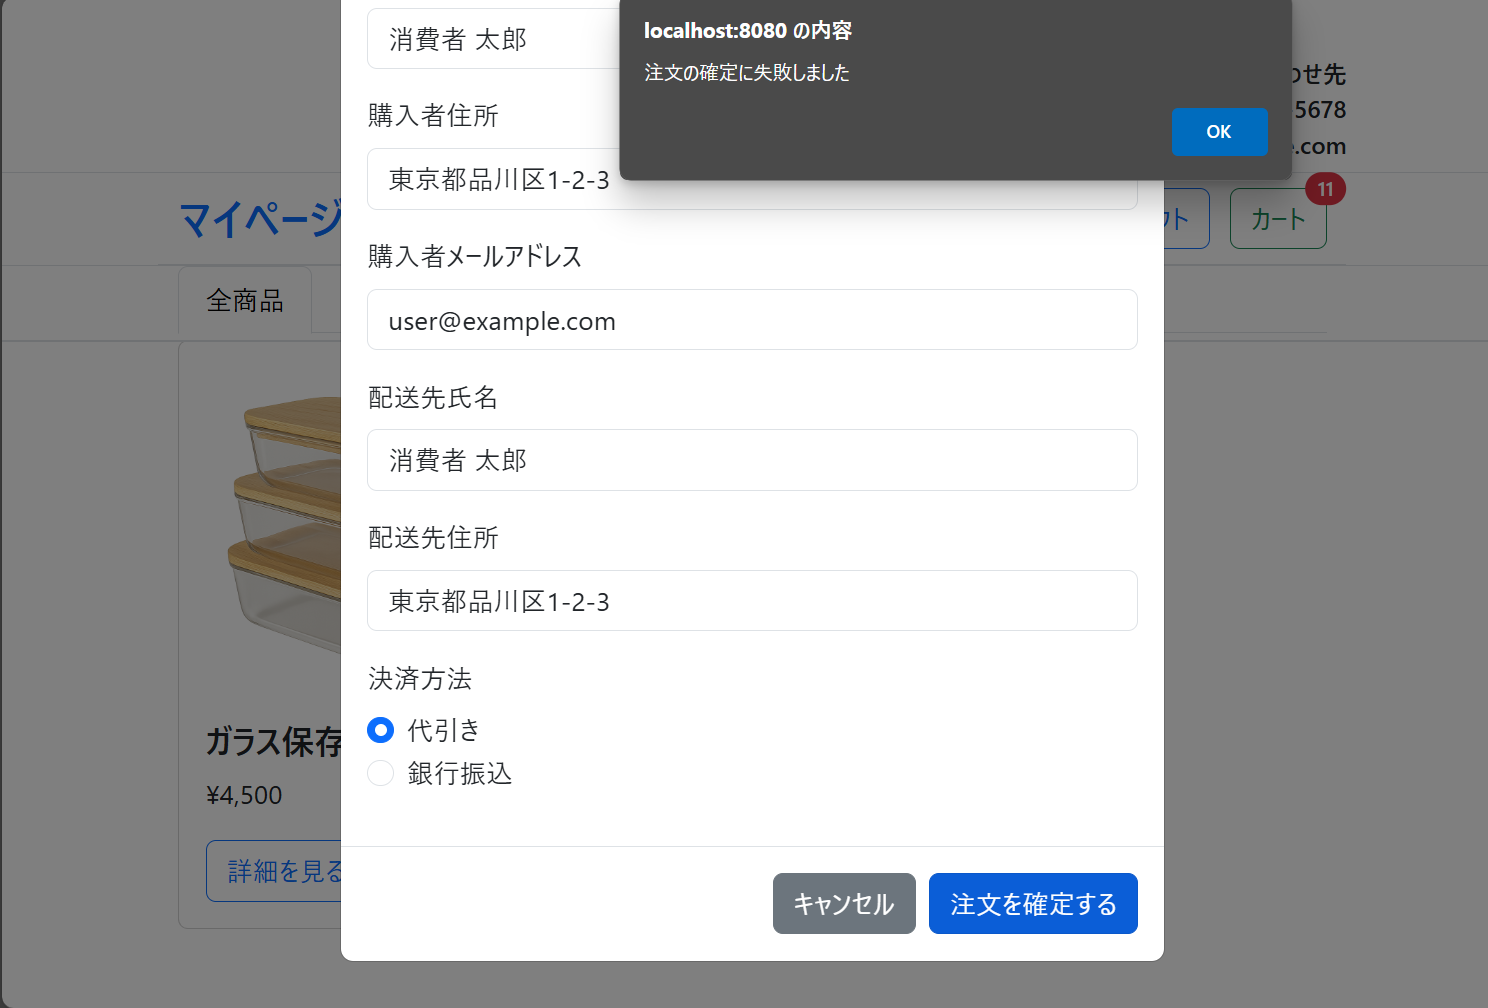 localhost:8080 の内容
注文の確定に失敗しました
OK
わせ先
5678
.com
マイページ
ウト
カート
11
全商品
ガラス保存
¥4,500
詳細を見る
消費者 太郎
購入者住所
東京都品川区1-2-3
購入者メールアドレス
user@example.com
配送先氏名
消費者 太郎
配送先住所
東京都品川区1-2-3
決済方法
代引き
銀行振込
キャンセル
注文を確定する